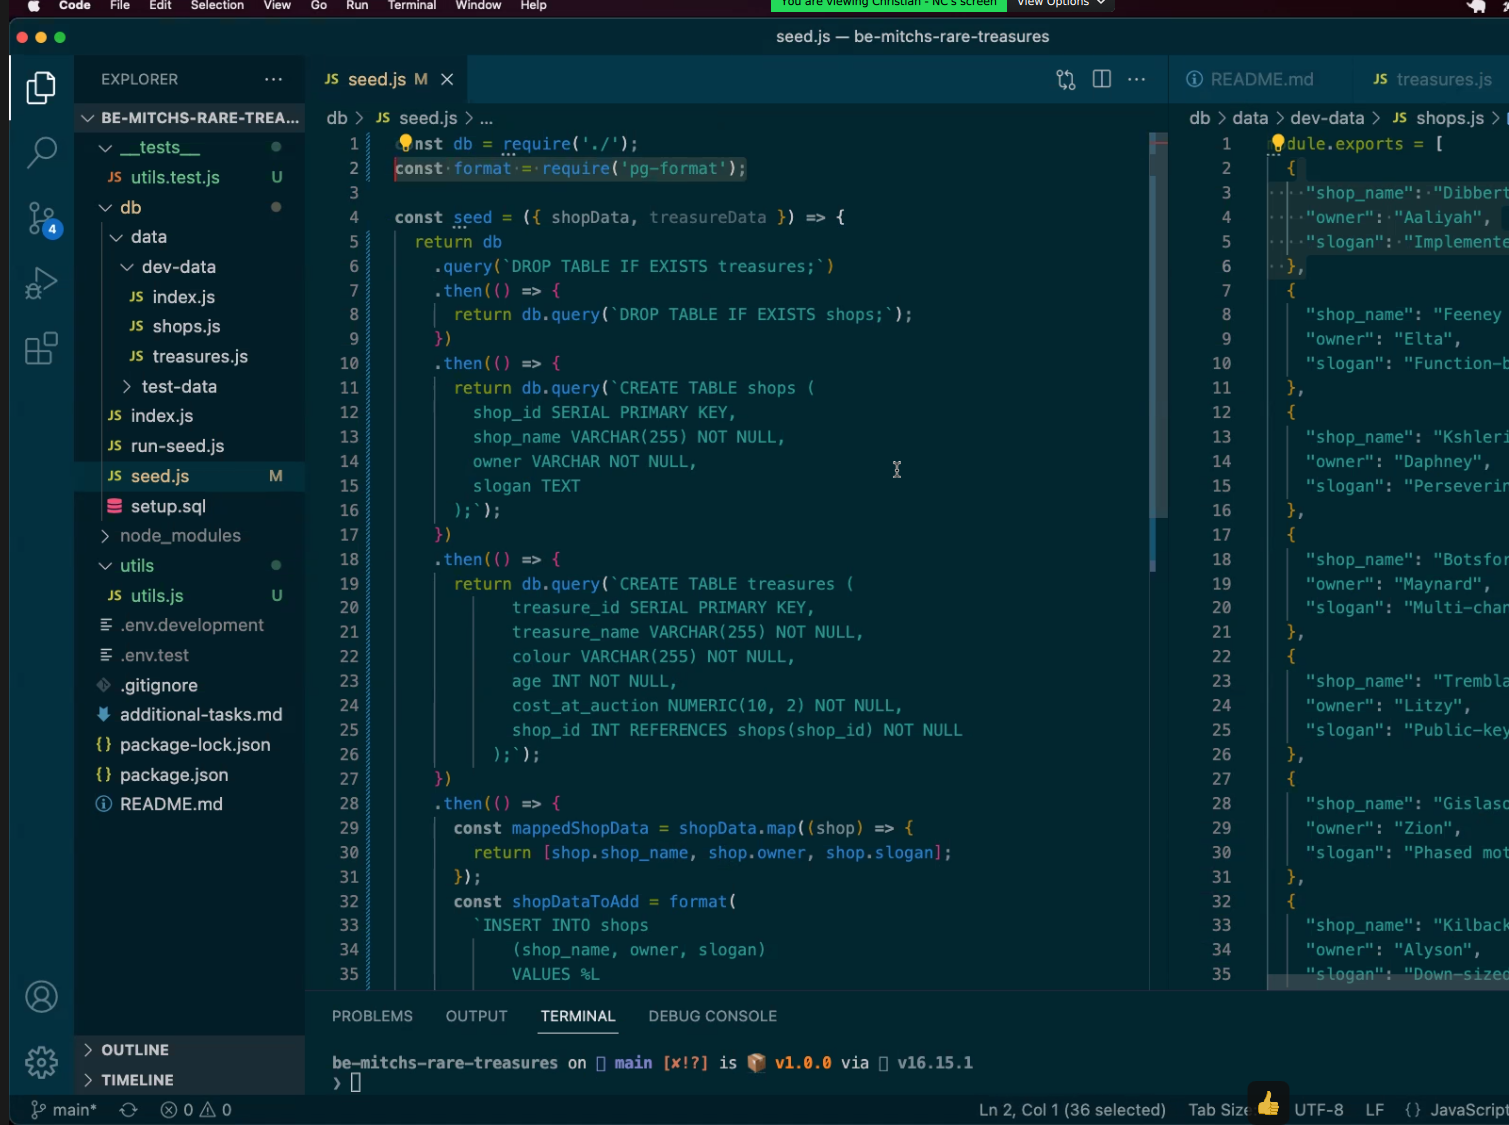 Code File Edit Selection View Go Run Terminal Window Help
You are viewing Christian - NC's screen View Options
seed.js — be-mitchs-rare-treasures
EXPLORER
BE-MITCHS-RARE-TREA...
__tests__
JS utils.test.js U
db
data
dev-data
JS index.js
JS shops.js
JS treasures.js
test-data
JS index.js
JS run-seed.js
JS seed.js M
setup.sql
node_modules
utils
JS utils.js U
.env.development
.env.test
.gitignore
additional-tasks.md
{} package-lock.json
{} package.json
README.md
OUTLINE
TIMELINE
4
JS seed.js M
db > JS seed.js > ...
1 nst db = require('./');
2 const format = require('pg-format');
3
4 const seed = ({ shopData, treasureData }) => {
5 return db
6 .query(`DROP TABLE IF EXISTS treasures;`)
7 .then(() => {
8 return db.query(`DROP TABLE IF EXISTS shops;`);
9 })
10 .then(() => {
11 return db.query(`CREATE TABLE shops (
12 shop_id SERIAL PRIMARY KEY,
13 shop_name VARCHAR(255) NOT NULL,
14 owner VARCHAR NOT NULL,
15 slogan TEXT
16 );`);
17 })
18 .then(() => {
19 return db.query(`CREATE TABLE treasures (
20 treasure_id SERIAL PRIMARY KEY,
21 treasure_name VARCHAR(255) NOT NULL,
22 colour VARCHAR(255) NOT NULL,
23 age INT NOT NULL,
24 cost_at_auction NUMERIC(10, 2) NOT NULL,
25 shop_id INT REFERENCES shops(shop_id) NOT NULL
26 );`);
27 })
28 .then(() => {
29 const mappedShopData = shopData.map((shop) => {
30 return [shop.shop_name, shop.owner, shop.slogan];
31 });
32 const shopDataToAdd = format(
33 `INSERT INTO shops
34 (shop_name, owner, slogan)
35 VALUES %L
README.md JS treasures.js
db > data > dev-data > JS shops.js >
1 dule.exports = [
2 {
3 "shop_name": "Dibbert
4 "owner": "Aaliyah",
5 "slogan": "Implemente
6 },
7 {
8 "shop_name": "Feeney
9 "owner": "Elta",
10 "slogan": "Function-b
11 },
12 {
13 "shop_name": "Kshleri
14 "owner": "Daphney",
15 "slogan": "Perseverin
16 },
17 {
18 "shop_name": "Botsfor
19 "owner": "Maynard",
20 "slogan": "Multi-chan
21 },
22 {
23 "shop_name": "Trembla
24 "owner": "Litzy",
25 "slogan": "Public-key
26 },
27 {
28 "shop_name": "Gislaso
29 "owner": "Zion",
30 "slogan": "Phased mot
31 },
32 {
33 "shop_name": "Kilback
34 "owner": "Alyson",
35 "slogan": "Down-sized
PROBLEMS OUTPUT TERMINAL DEBUG CONSOLE
be-mitchs-rare-treasures on main [✘!?] is 📦 v1.0.0 via v16.15.1
❯
main* 0 0 Ln 2, Col 1 (36 selected) Tab Size UTF-8 LF {} JavaScript